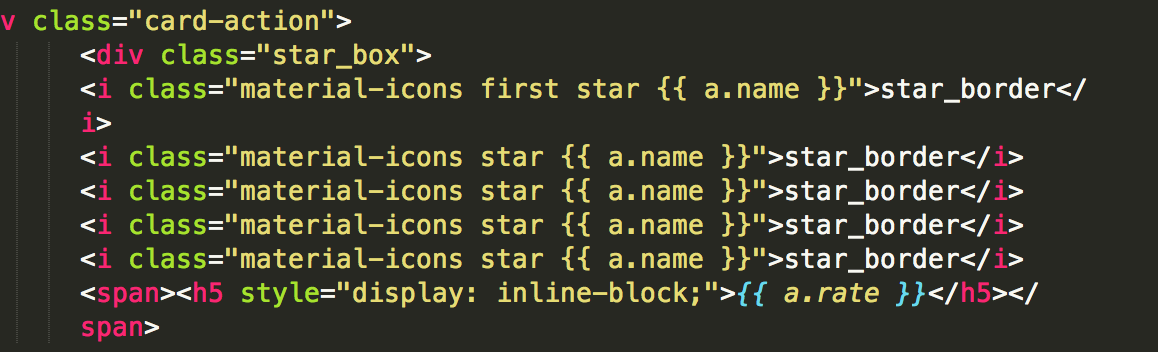 v class="card-action">
<div class="star_box">
<i class="material-icons first star {{ a.name }}">star_border</
i>
<i class="material-icons star {{ a.name }}">star_border</i>
<i class="material-icons star {{ a.name }}">star_border</i>
<i class="material-icons star {{ a.name }}">star_border</i>
<i class="material-icons star {{ a.name }}">star_border</i>
<span><h5 style="display: inline-block;">{{ a.rate }}</h5></
span>